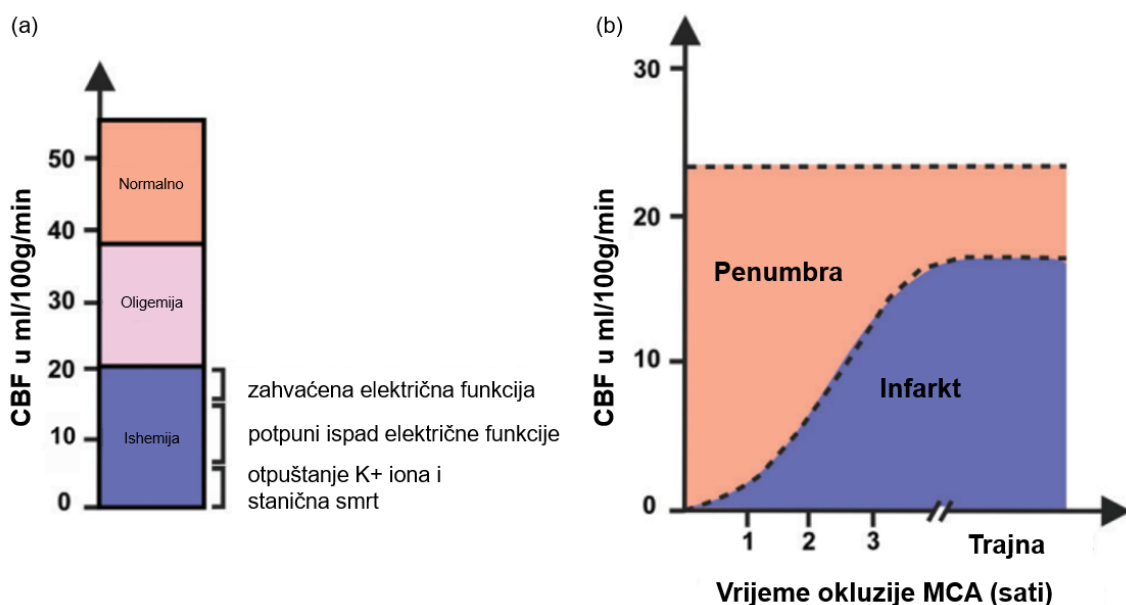 (a)
CBF u ml/100g/min
50
40
30
20
10
0
Normalno
Oligemija
Ishemija
zahvaćena električna funkcija
potpuni ispad električne funkcije
otpuštanje K+ iona i
stanična smrt
(b)
CBF u ml/100g/min
30
20
10
0
Penumbra
Infarkt
1 2 3
Trajna
Vrijeme okluzije MCA (sati)